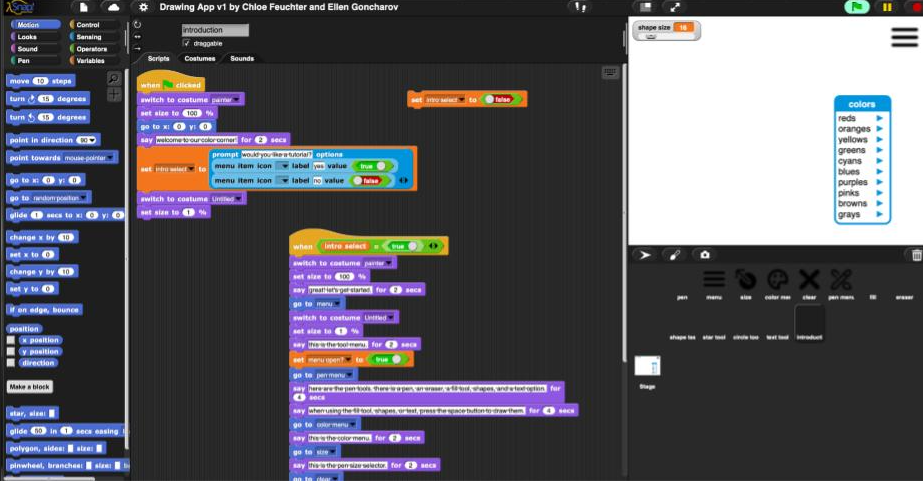 Snap!
Drawing App v1 by Chloe Feuchter and Ellen Goncharov
Motion Control
Looks Sensing
Sound Operators
Pen Variables
move 10 steps
turn 15 degrees
turn 15 degrees
point in direction 90
point towards mouse-pointer
go to x: 0 y: 0
go to random position
glide 1 secs to x: 0 y: 0
change x by 10
set x to 0
change y by 10
set y to 0
if on edge, bounce
position
x position
y position
direction
Make a block
star, size:
glide 50 in 1 secs easing
polygon, sides: size:
pinwheel, branches: size:
introduction
draggable
Scripts Costumes Sounds
when clicked
switch to costume painter
set size to 100 %
go to x: 0 y: 0
say welcome to our color corner! for 2 secs
set intro select to
prompt would you like a tutorial? options
menu item icon label yes value true
menu item icon label no value false
switch to costume Untitled
set size to 1 %
set intro select to false
when intro select = true
switch to costume painter
set size to 100 %
say great! let's get started. for 2 secs
go to menu
switch to costume Untitled
set size to 1 %
say this is the tool menu. for 2 secs
set menu open? to true
go to pen menu
say here are the pen tools. there is a pen, an eraser, a fill tool, shapes, and a text option. for
4 secs
say when using the fill tool, shapes, or text, press the space button to draw them. for 4 secs
go to color menu
say this is the color menu. for 2 secs
go to size
say this is the pen size selector. for 2 secs
go to clear
shape size 16
colors
reds
oranges
yellows
greens
cyans
blues
purples
pinks
browns
grays
pen menu size color mar clear pen menu fill eraser
shape too star tool circle too text tool introduct
Stage